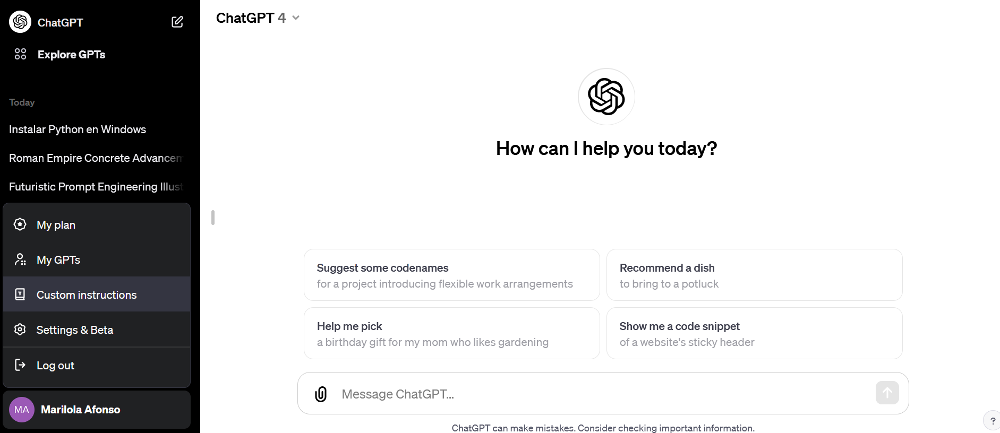 ChatGPT
Explore GPTs
Today
Instalar Python en Windows
Roman Empire Concrete Advancem
Futuristic Prompt Engineering Illust
My plan
My GPTs
Custom instructions
Settings & Beta
Log out
MA
Marilola Afonso
ChatGPT 4
How can I help you today?
Suggest some codenames
for a project introducing flexible work arrangements
Recommend a dish
to bring to a potluck
Help me pick
a birthday gift for my mom who likes gardening
Show me a code snippet
of a website's sticky header
Message ChatGPT...
ChatGPT can make mistakes. Consider checking important information.
?